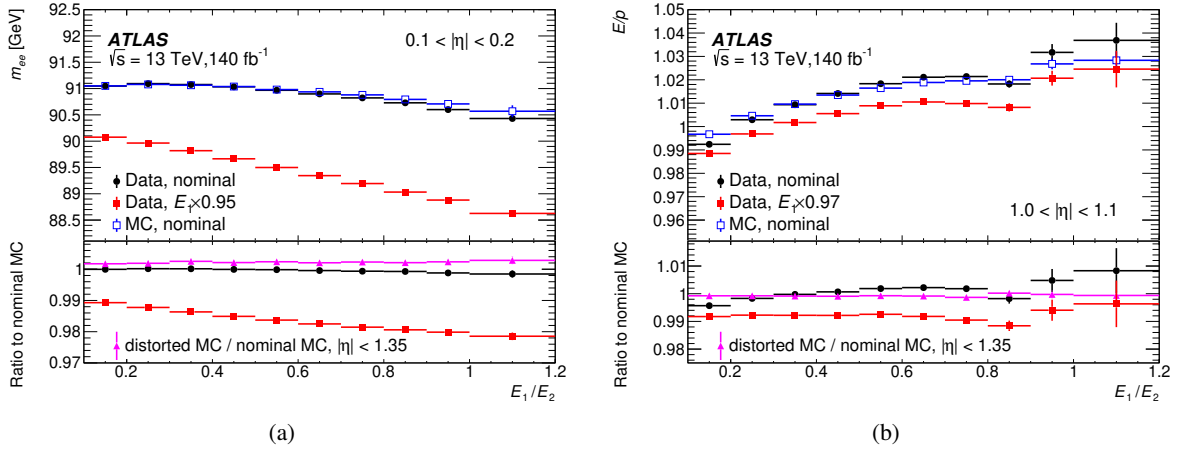 m_ee [GeV]
92.5
92
91.5
91
90.5
90
89.5
89
88.5
ATLAS
√s = 13 TeV,140 fb⁻¹
0.1 < |η| < 0.2
Data, nominal
Data, E₁×0.95
MC, nominal
Ratio to nominal MC
1
0.99
0.98
0.97
distorted MC / nominal MC, |η| < 1.35
0.2 0.4 0.6 0.8 1 1.2
E₁/E₂
(a)
E/p
1.05
1.04
1.03
1.02
1.01
1
0.99
0.98
0.97
0.96
ATLAS
√s = 13 TeV,140 fb⁻¹
Data, nominal
Data, E₁×0.97
MC, nominal
1.0 < |η| < 1.1
Ratio to nominal MC
1.01
1
0.99
0.98
distorted MC / nominal MC, |η| < 1.35
0.2 0.4 0.6 0.8 1 1.2
E₁/E₂
(b)